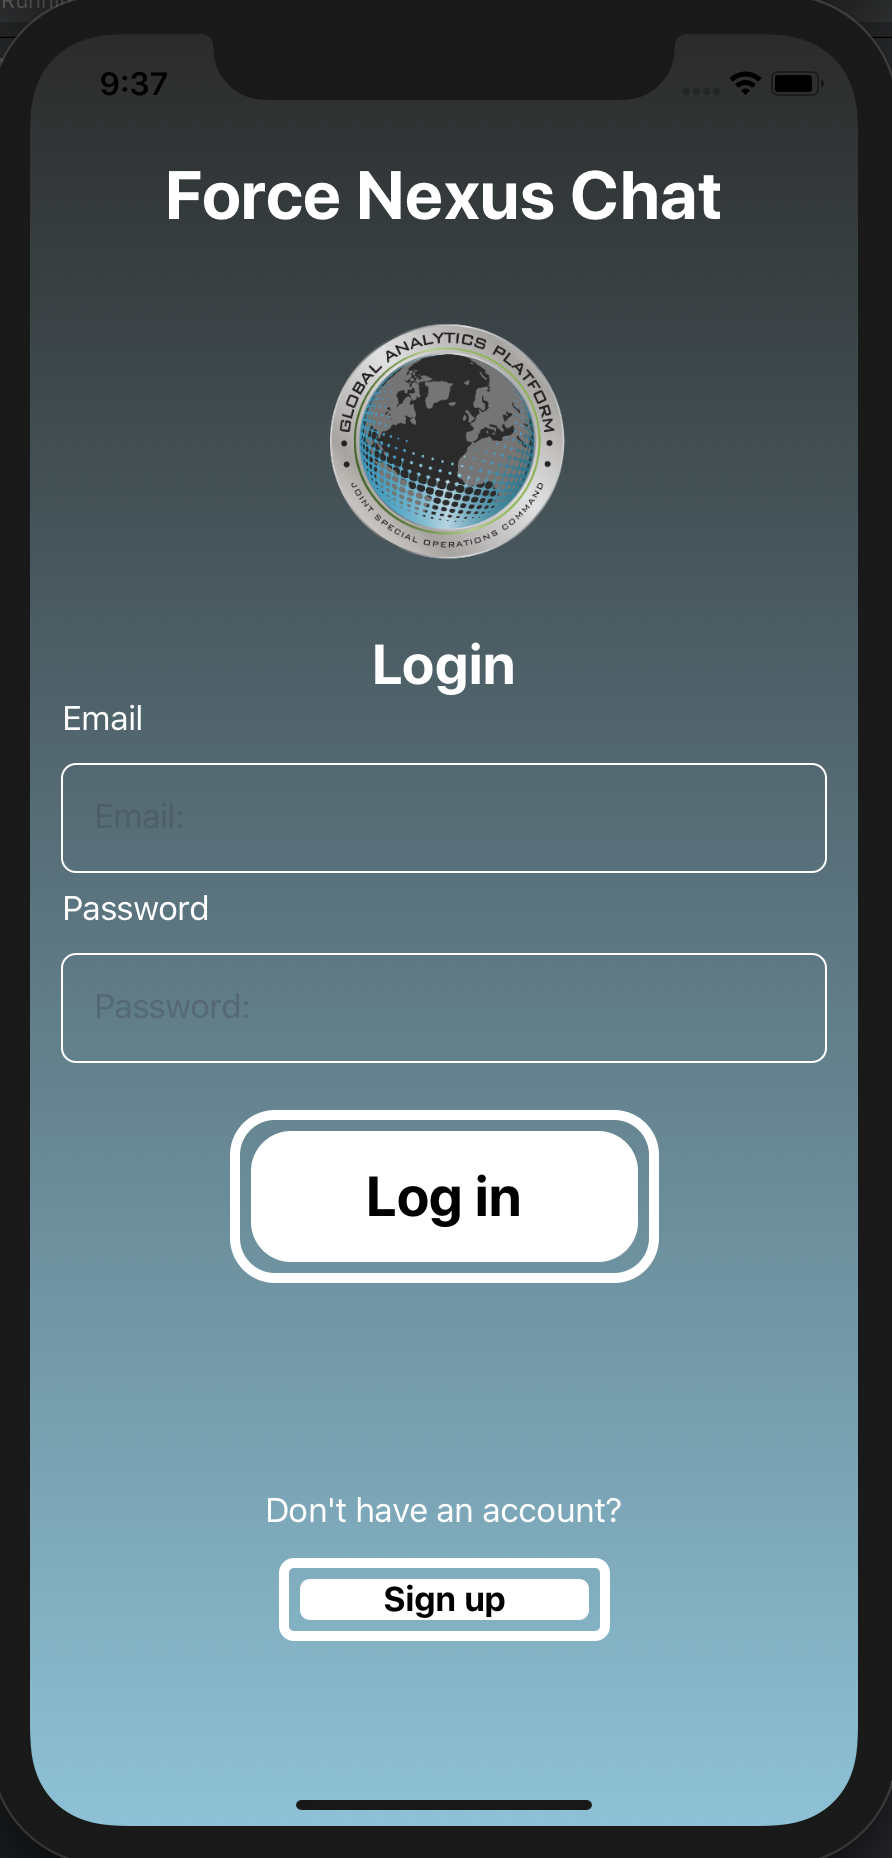 Runni
9:37
Force Nexus Chat
GLOBAL ANALYTICS PLATFORM
JOINT SPECIAL OPERATIONS COMMAND
Login
Email
Email:
Password
Password:
Log in
Don't have an account?
Sign up